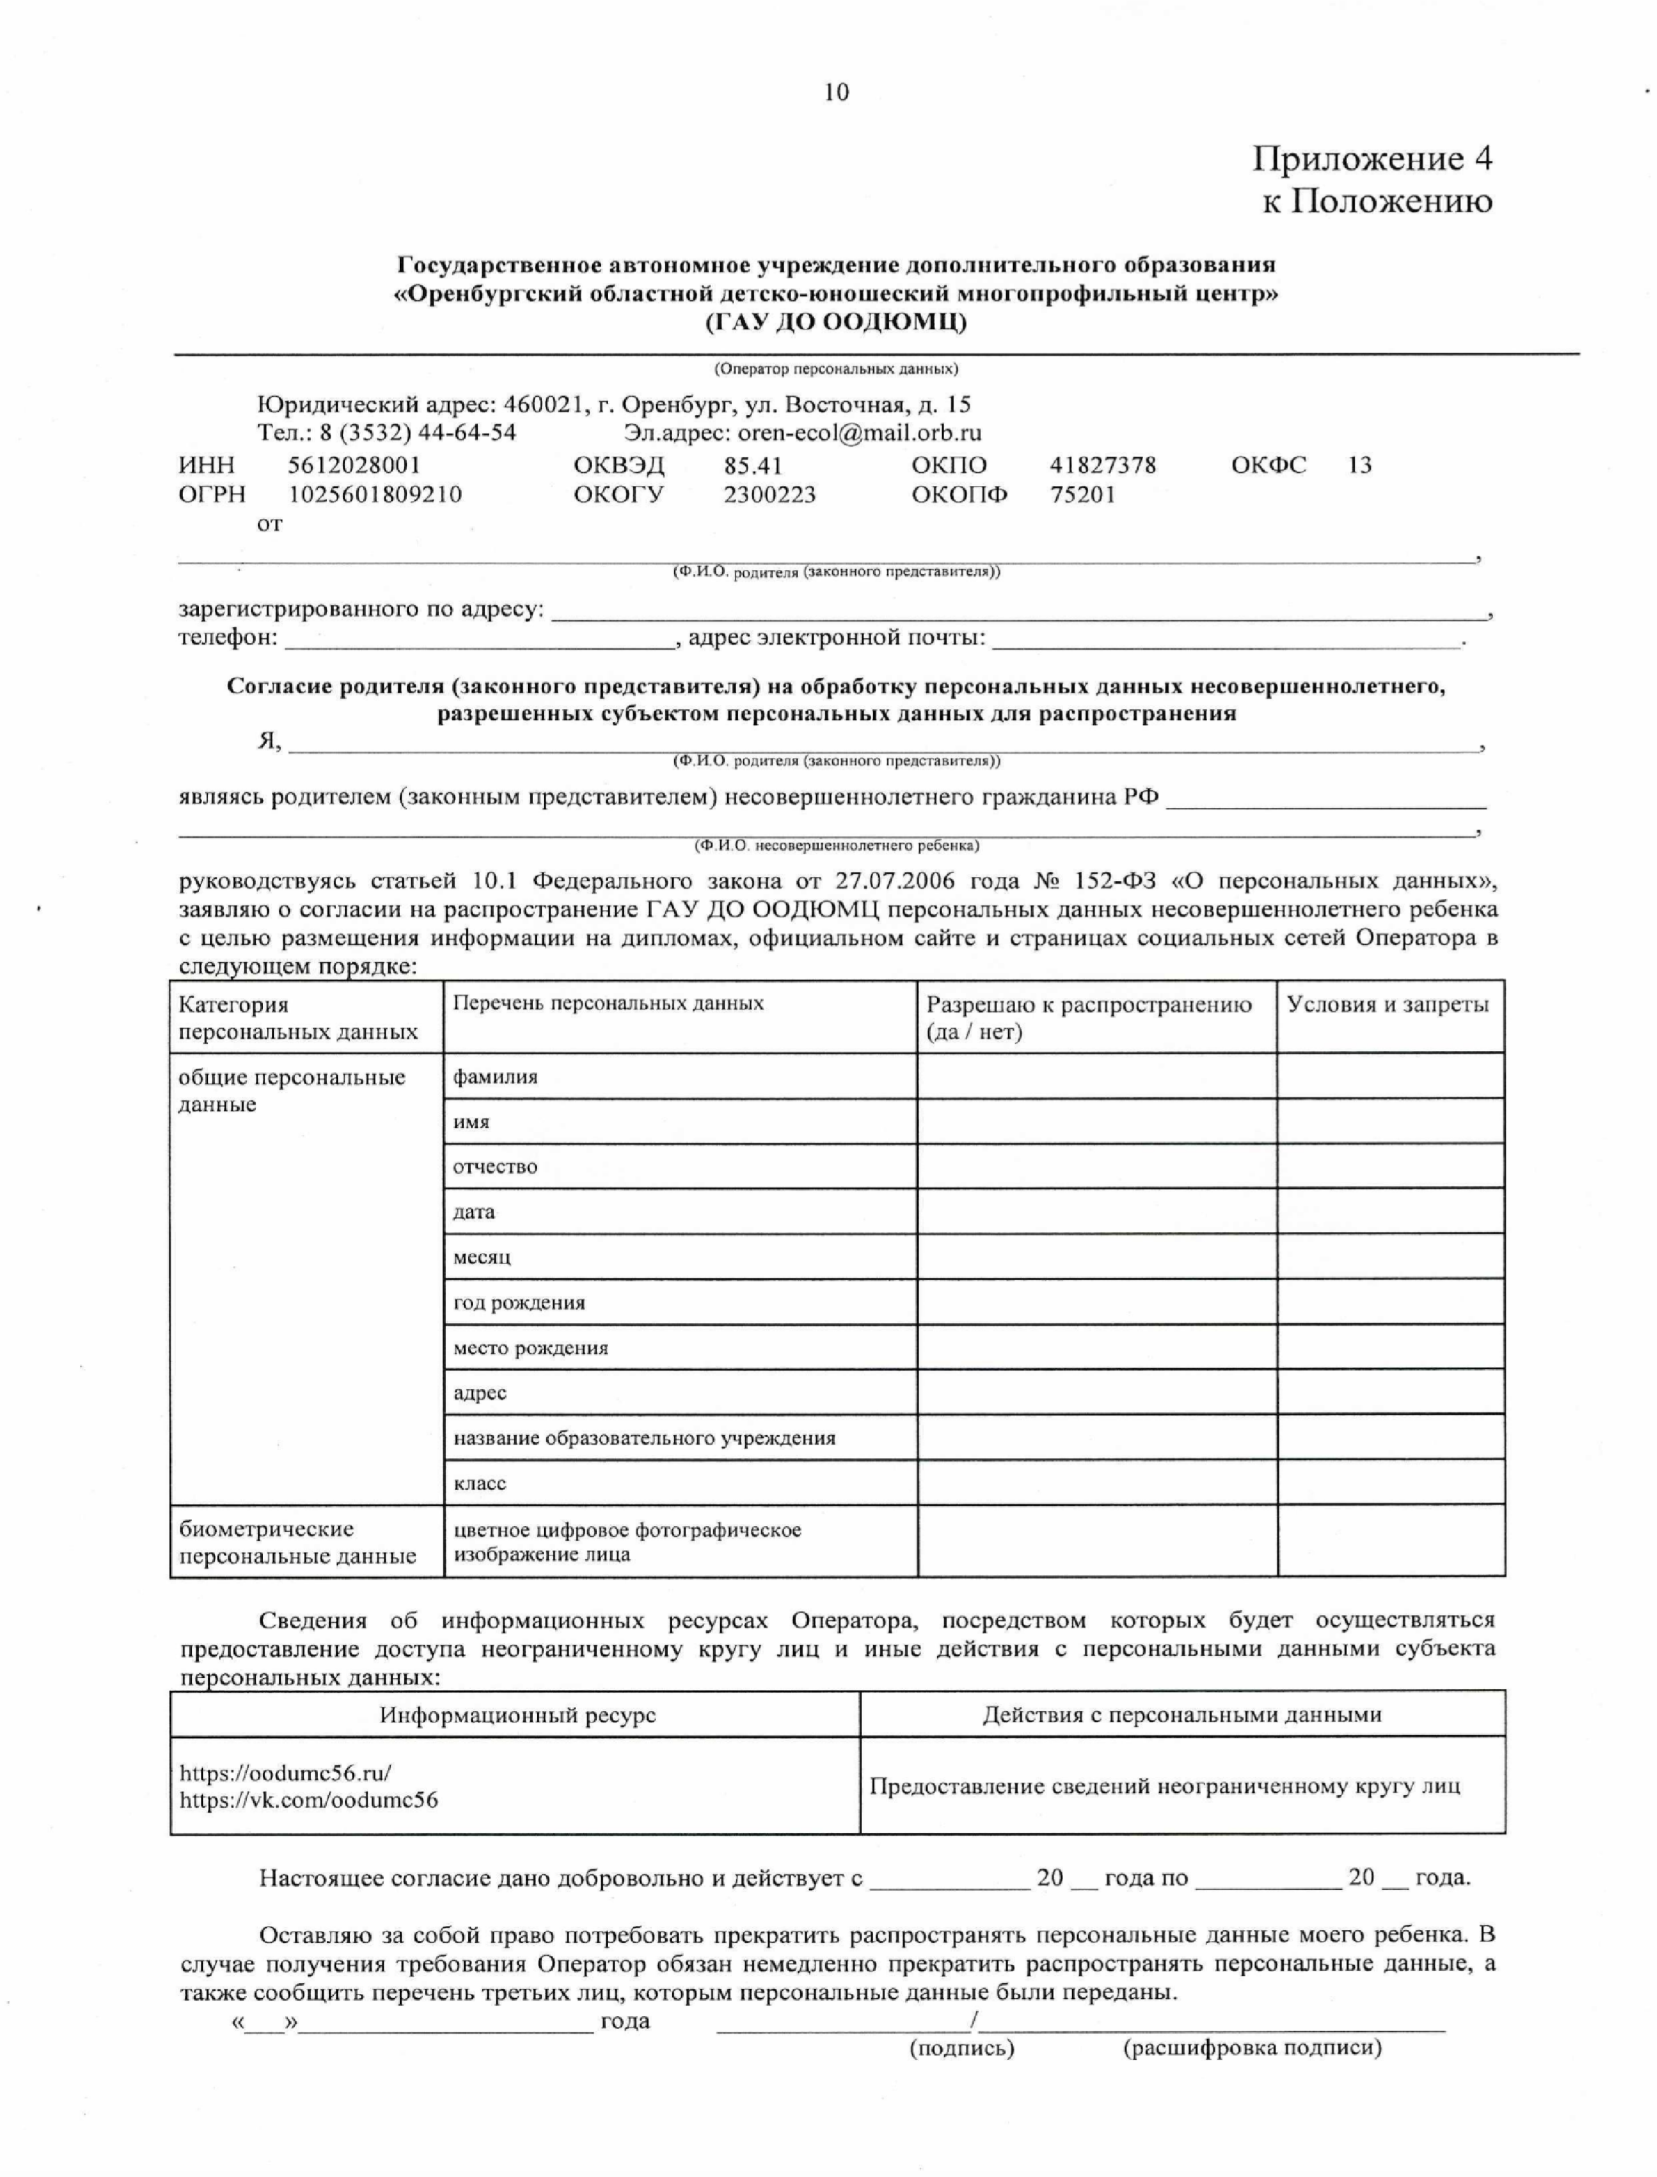 10
Приложение 4
к Положению
Государственное автономное учреждение дополнительного образования
«Оренбургский областной детско-юношеский многопрофильный центр»
(ГАУ ДО ООДЮМЦ)
(Оператор персональных данных)
Юридический адрес: 460021, г. Оренбург, ул. Восточная, д. 15
Тел.: 8 (3532) 44-64-54 Эл.адрес: oren-ecol@mail.orb.ru
ИНН 5612028001 ОКВЭД 85.41 ОКПО 41827378 ОКФС 13
ОГРН 1025601809210 ОКОГУ 2300223 ОКОПФ 75201
от
___,
(Ф.И.О. родителя (законного представителя))
зарегистрированного по адресу: ___,
телефон: ___, адрес электронной почты: ___.
Согласие родителя (законного представителя) на обработку персональных данных несовершеннолетнего,
разрешенных субъектом персональных данных для распространения
Я, ___,
(Ф.И.О. родителя (законного представителя))
являясь родителем (законным представителем) несовершеннолетнего гражданина РФ ___
___,
(Ф.И.О. несовершеннолетнего ребенка)
руководствуясь статьей 10.1 Федерального закона от 27.07.2006 года № 152-ФЗ «О персональных данных»,
заявляю о согласии на распространение ГАУ ДО ООДЮМЦ персональных данных несовершеннолетнего ребенка
с целью размещения информации на дипломах, официальном сайте и страницах социальных сетей Оператора в
следующем порядке:
Категория
персональных данных
Перечень персональных данных
Разрешаю к распространению
(да / нет)
Условия и запреты
общие персональные
данные
фамилия
имя
отчество
дата
месяц
год рождения
место рождения
адрес
название образовательного учреждения
класс
биометрические
персональные данные
цветное цифровое фотографическое
изображение лица
Сведения об информационных ресурсах Оператора, посредством которых будет осуществляться
предоставление доступа неограниченному кругу лиц и иные действия с персональными данными субъекта
персональных данных:
Информационный ресурс
Действия с персональными данными
https://oodumc56.ru/
https://vk.com/oodumc56
Предоставление сведений неограниченному кругу лиц
Настоящее согласие дано добровольно и действует с ___ 20 __ года по ___ 20 __ года.
Оставляю за собой право потребовать прекратить распространять персональные данные моего ребенка. В
случае получения требования Оператор обязан немедленно прекратить распространять персональные данные, а
также сообщить перечень третьих лиц, которым персональные данные были переданы.
«___»___ года ___/___
(подпись) (расшифровка подписи)